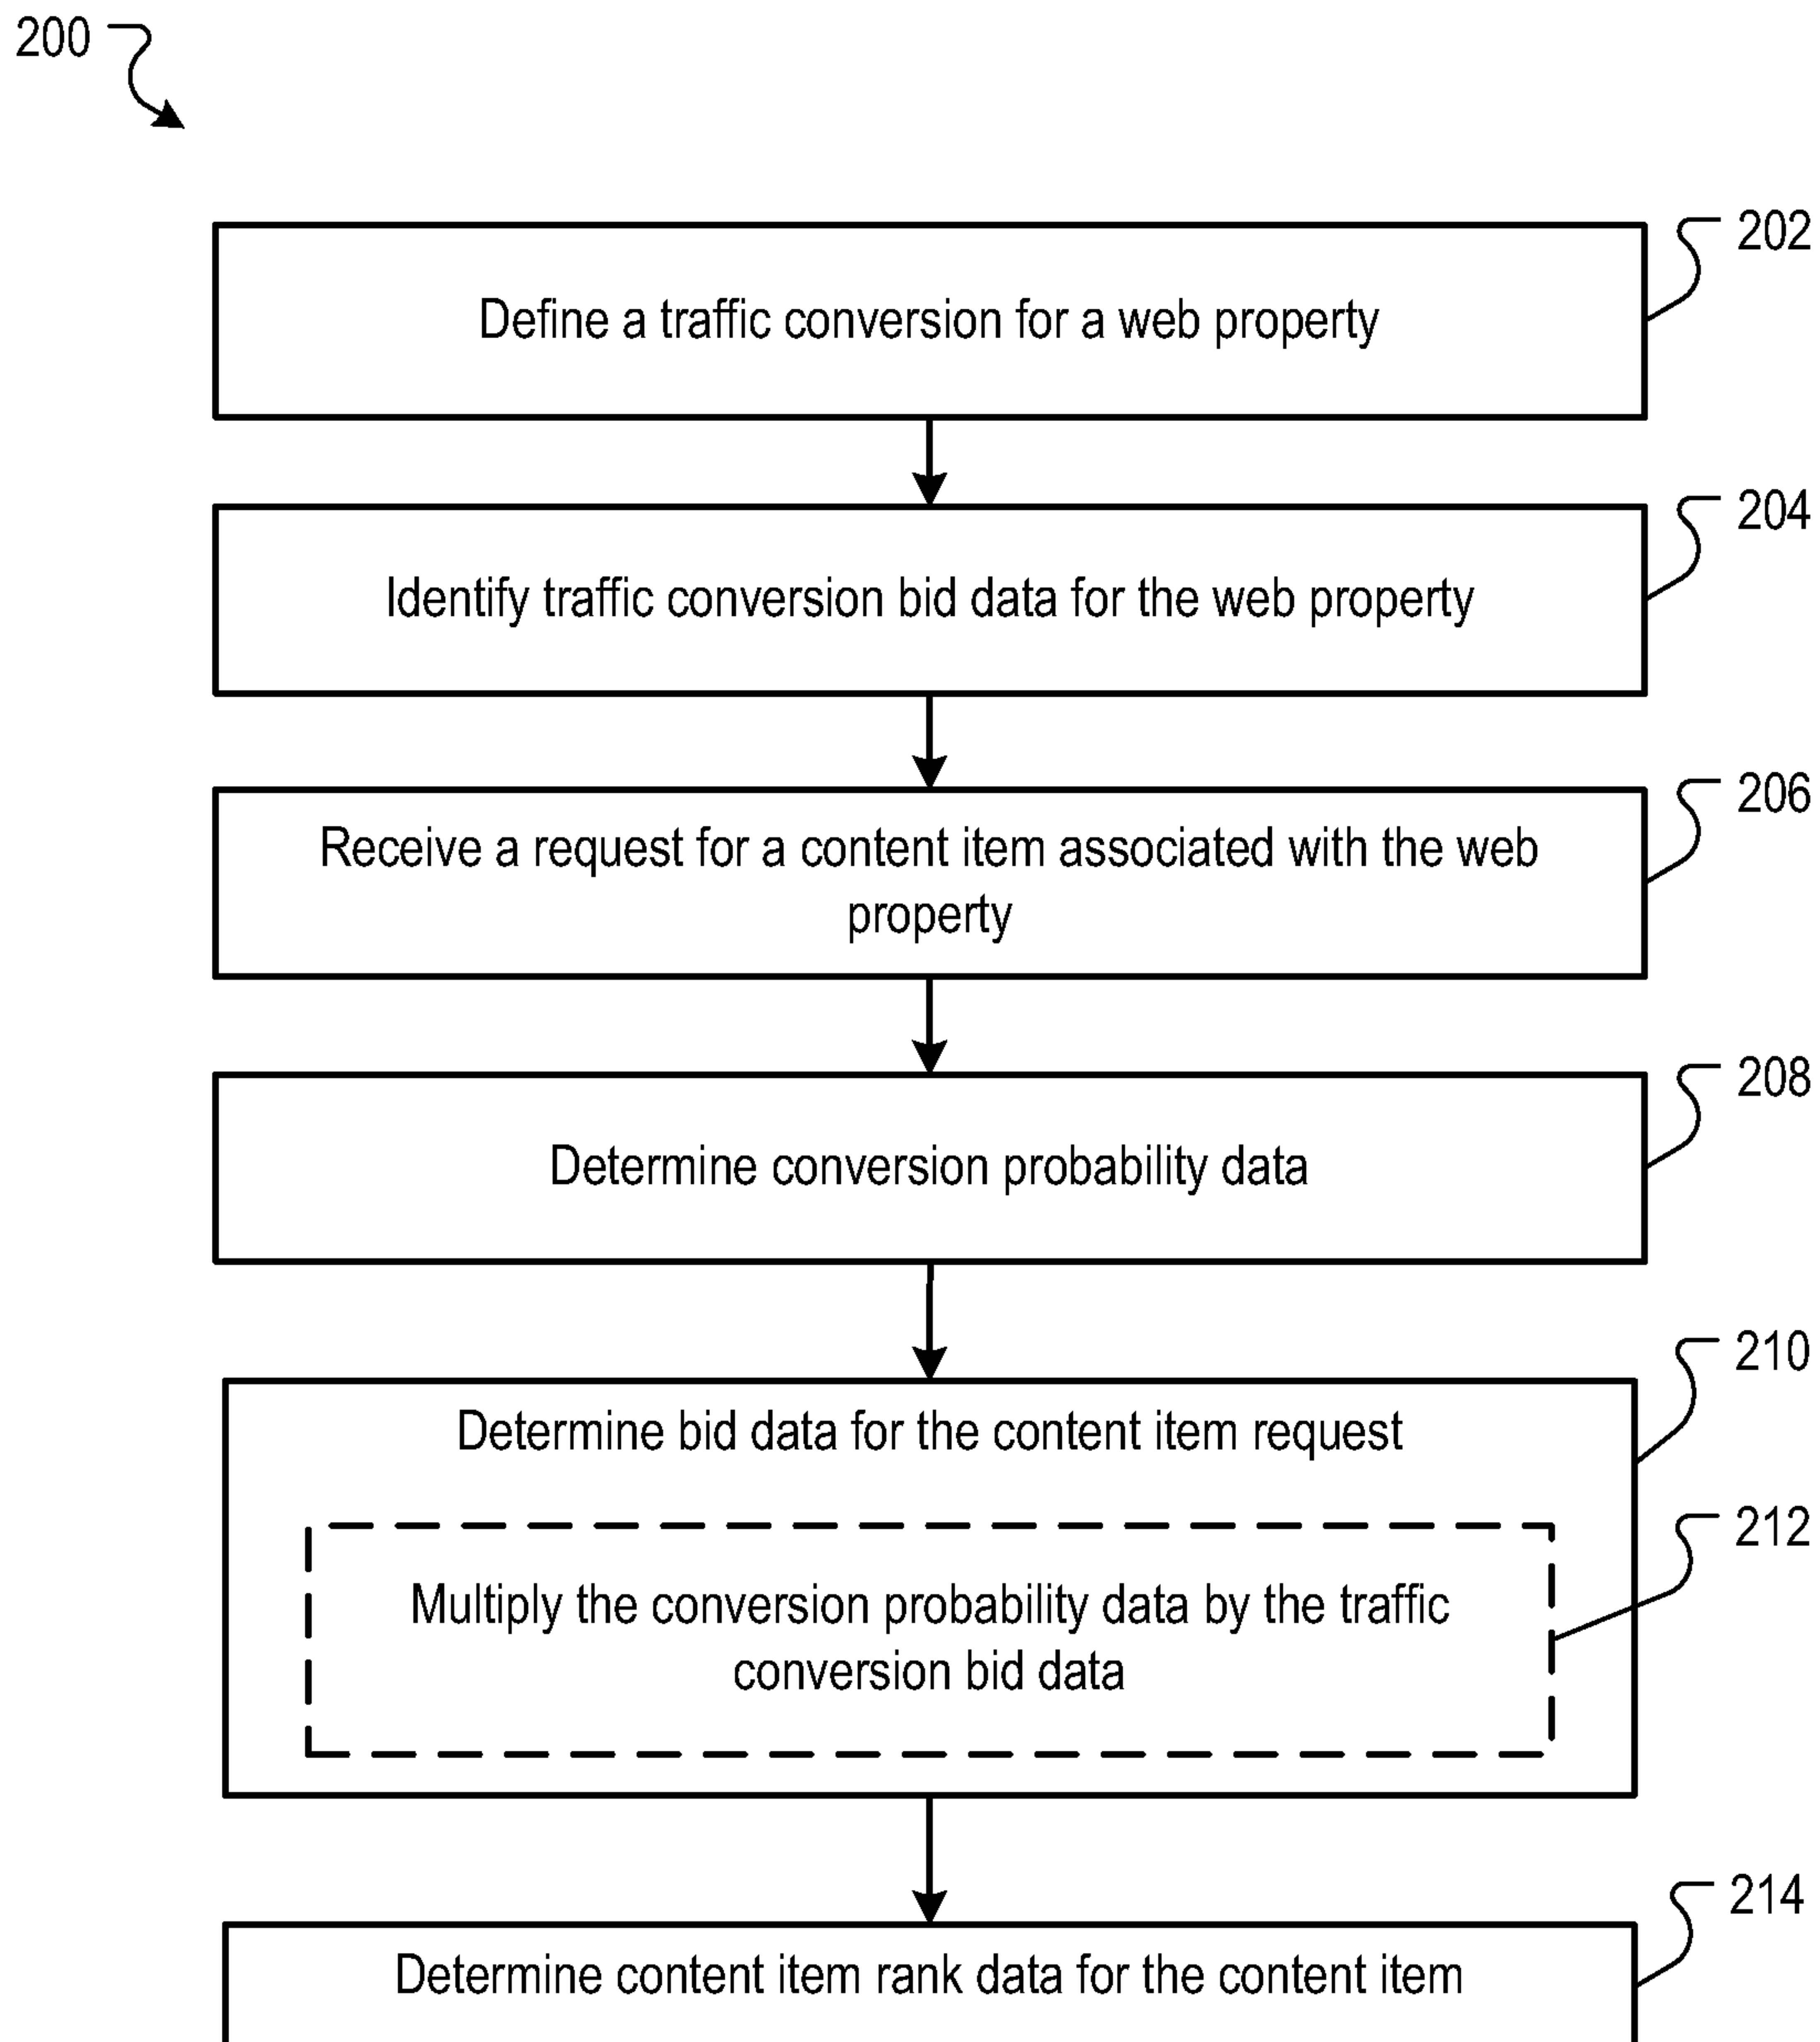 200
202
Define a traffic conversion for a web property
204
Identify traffic conversion bid data for the web property
206
Receive a request for a content item associated with the web
property
208
Determine conversion probability data
210
Determine bid data for the content item request
212
Multiply the conversion probability data by the traffic
conversion bid data
214
Determine content item rank data for the content item